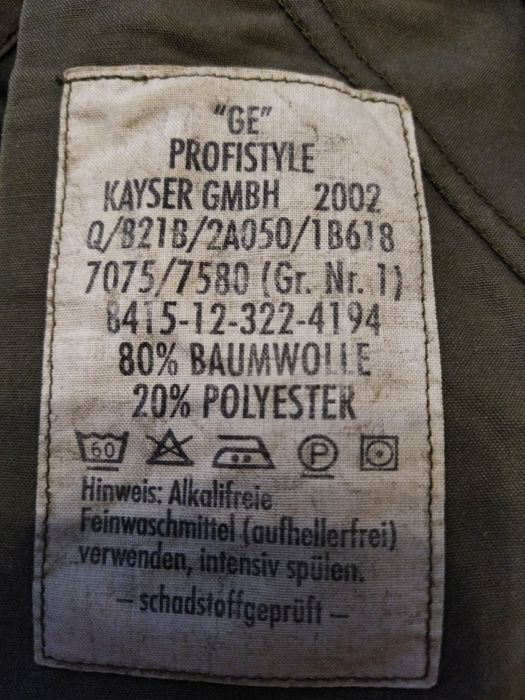 "GE"
PROFISTYLE
KAYSER GMBH 2002
Q/B21B/2A050/1B618
7075/7580 (Gr. Nr. 1)
8415-12-322-4194
80% BAUMWOLLE
20% POLYESTER
60 P
Hinweis: Alkalifreie
Feinwaschmittel (aufhellerfrei)
verwenden, intensiv spülen.
– schadstoffgeprüft –